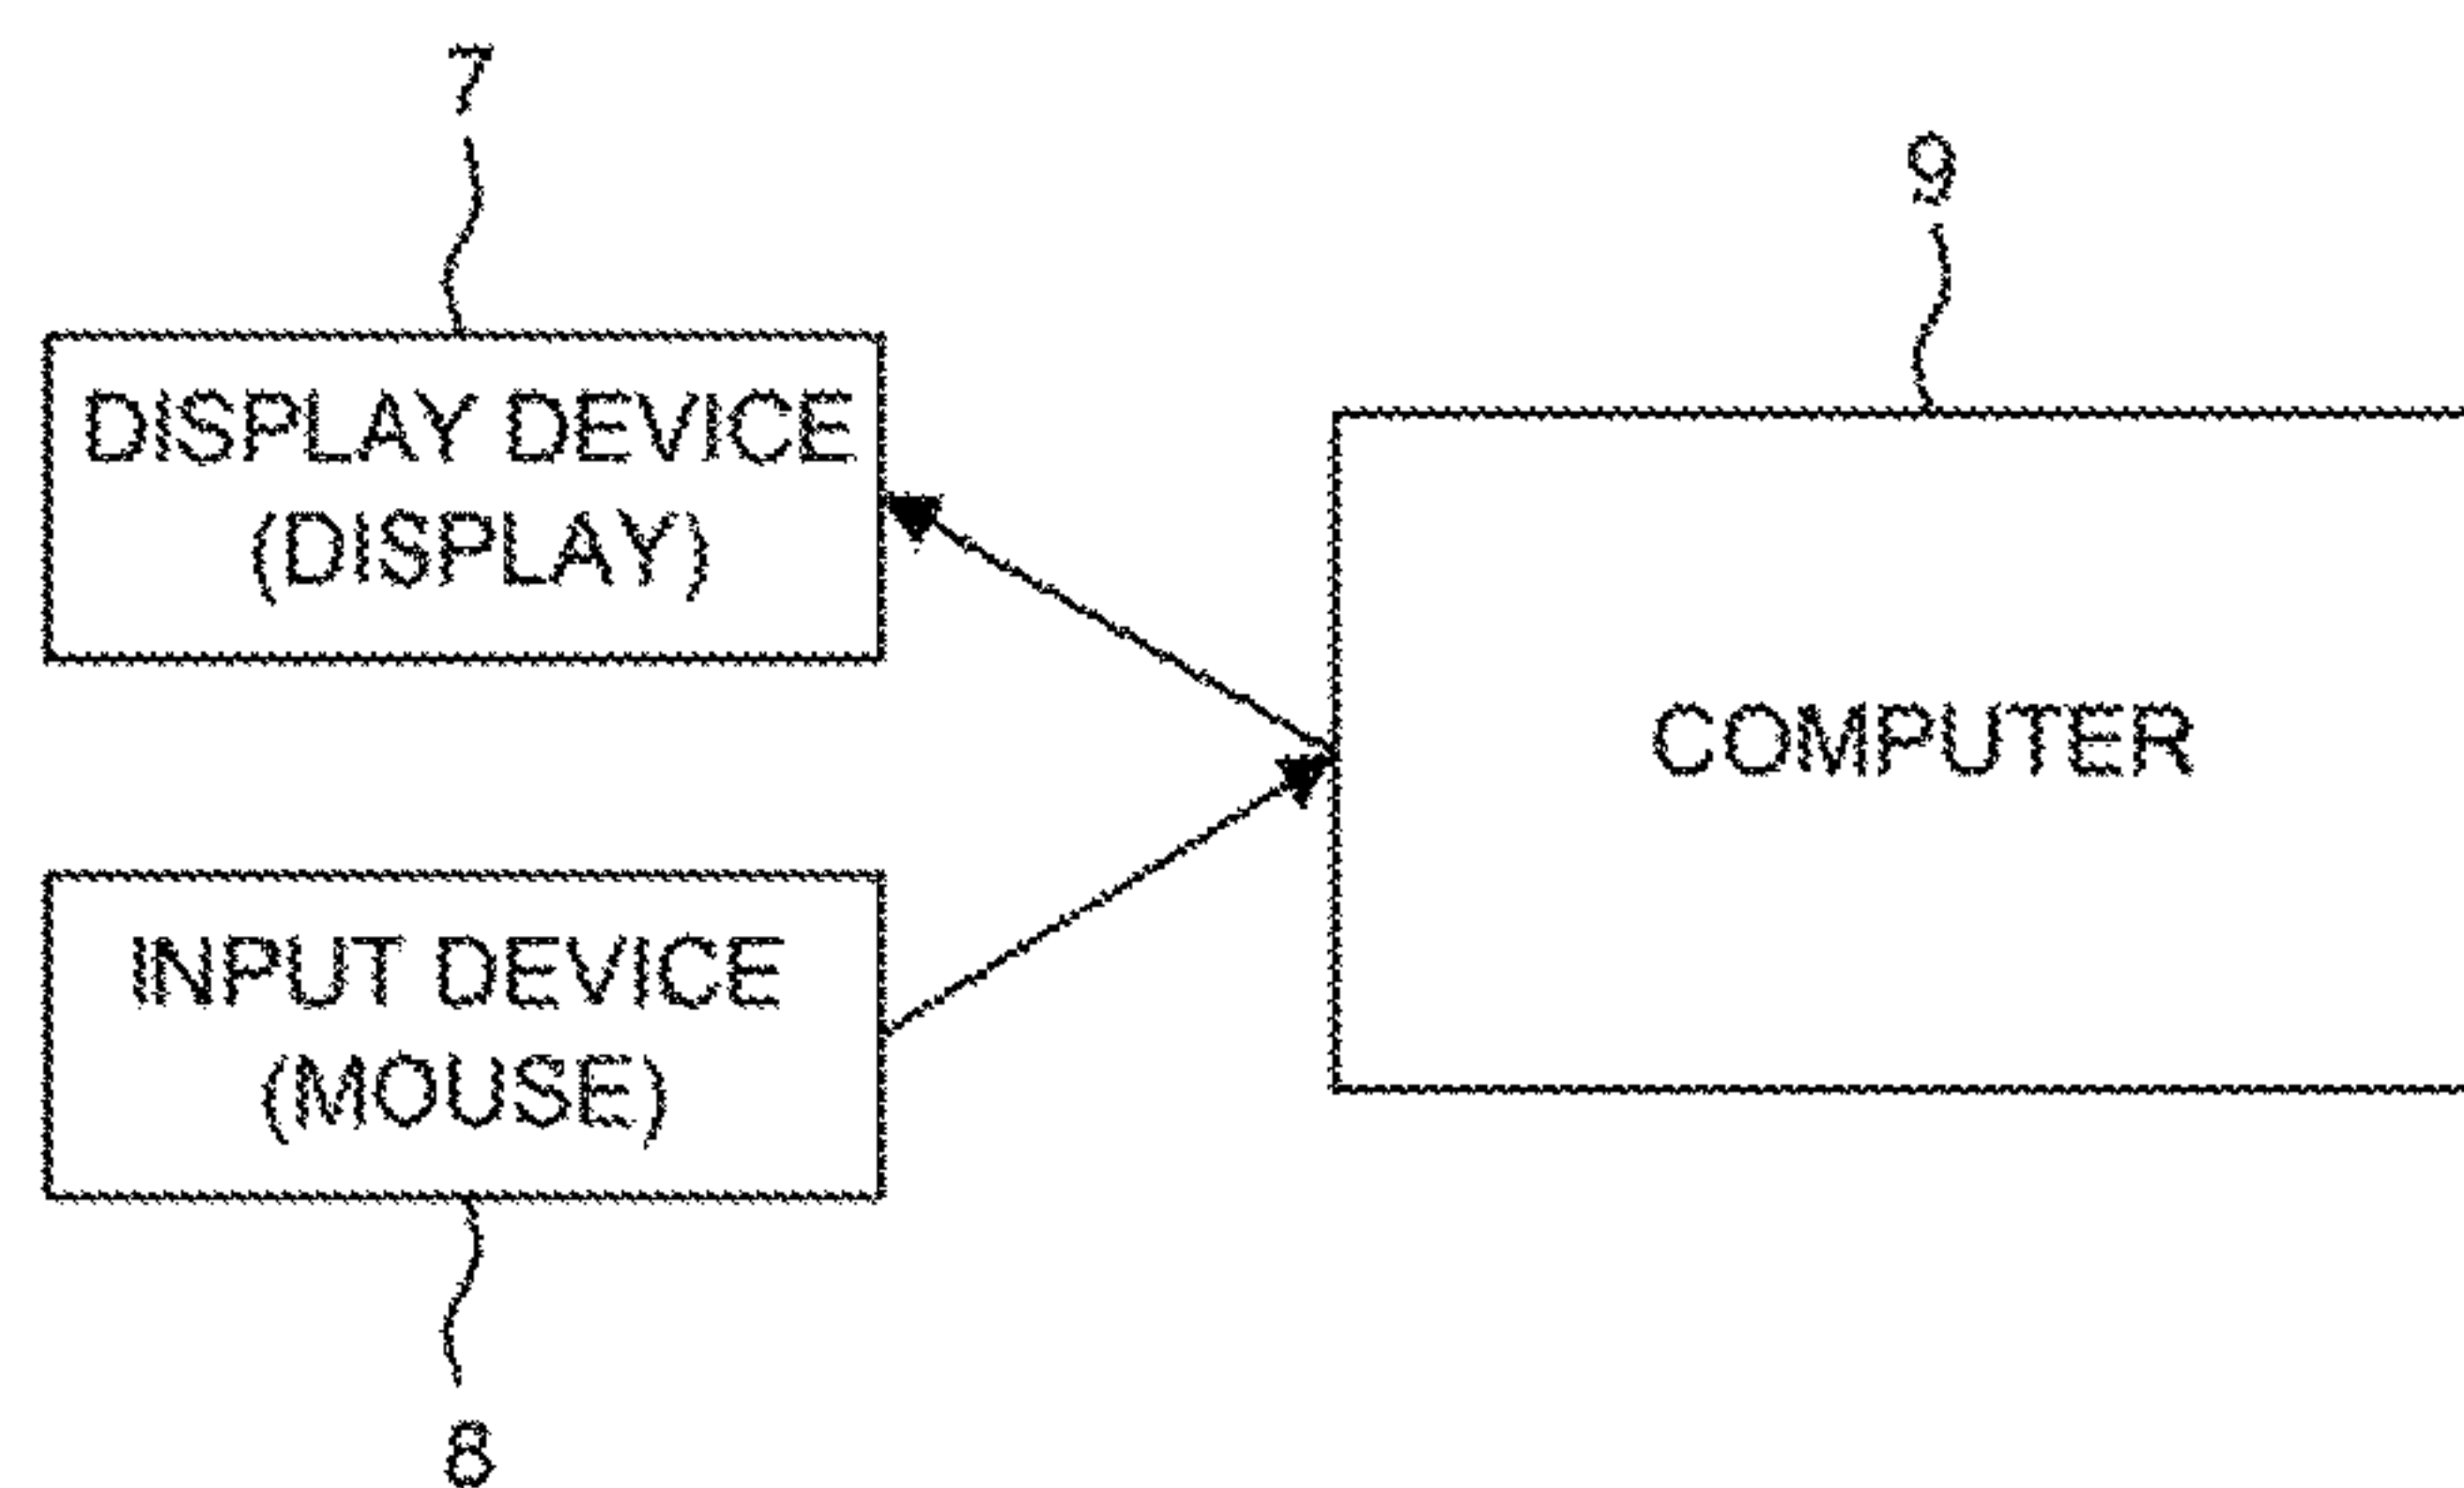 7
9
DISPLAY DEVICE
(DISPLAY)
COMPUTER
INPUT DEVICE
(MOUSE)
8